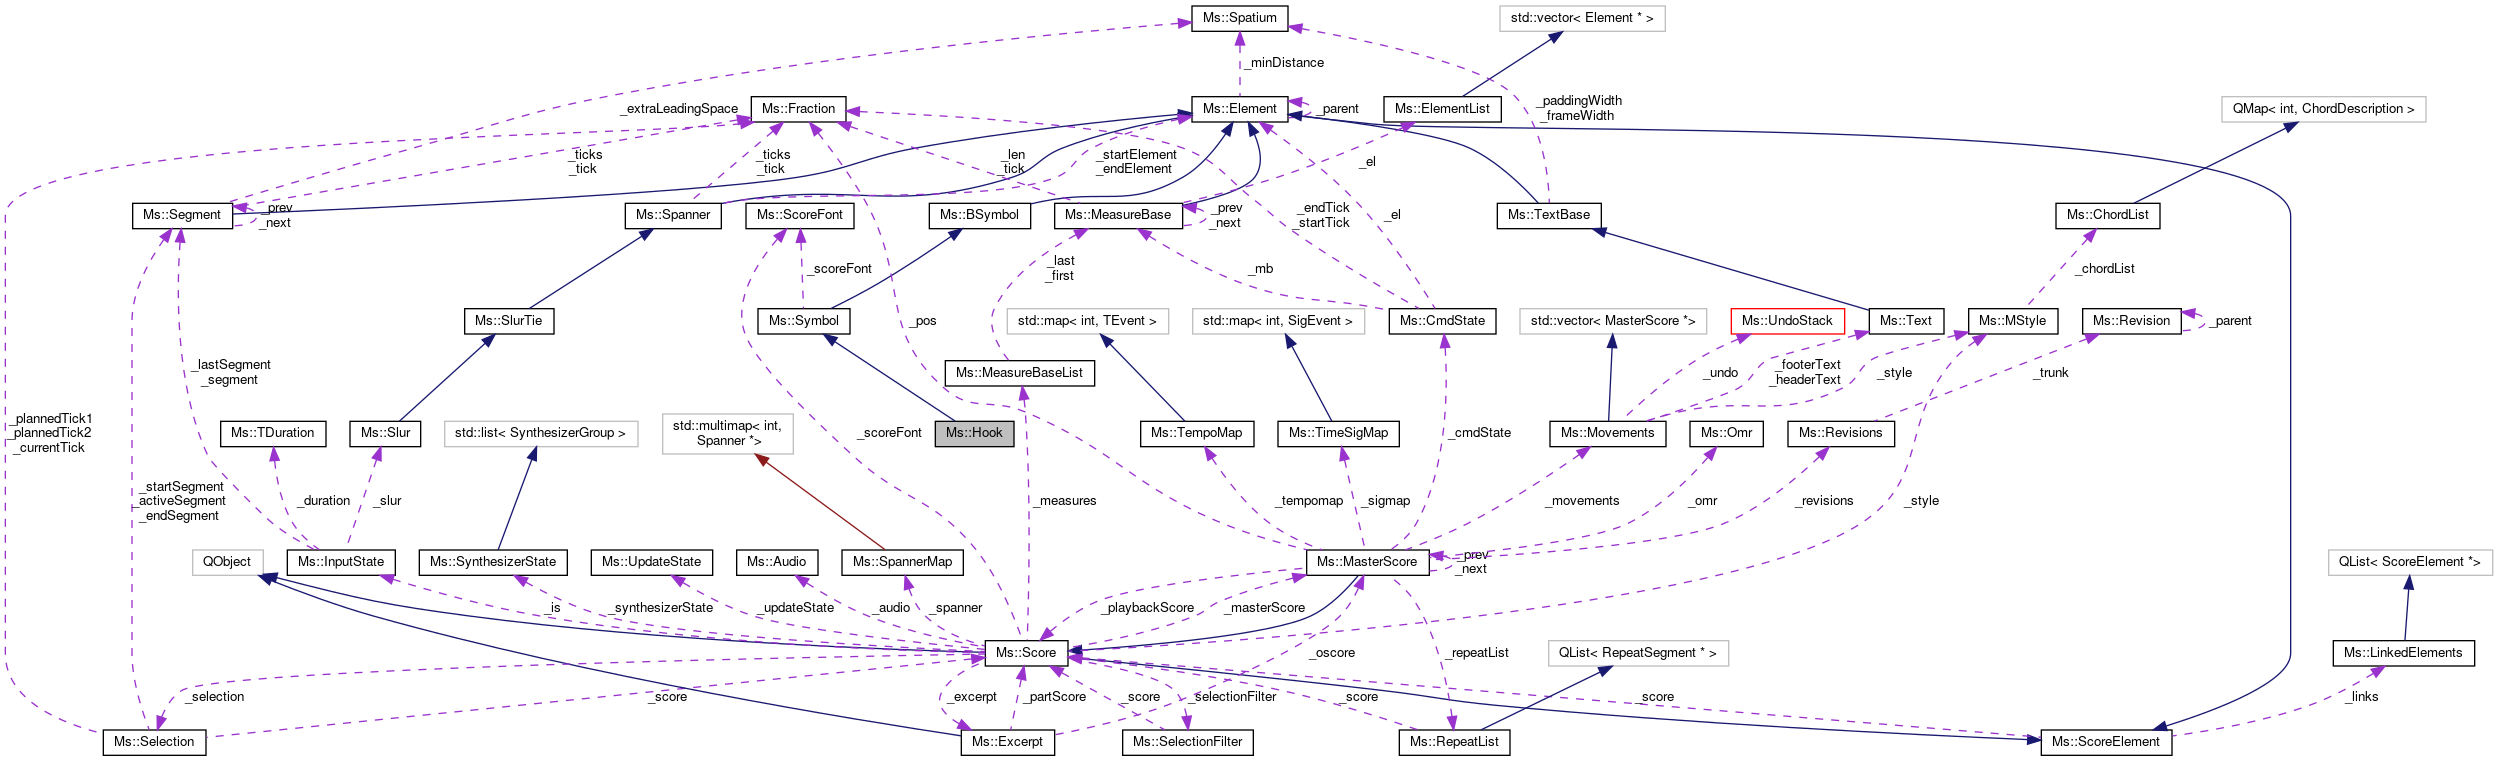 Ms::Spatium
std::vector< Element * >
_minDistance
Ms::Fraction
_extraLeadingSpace
Ms::Element
_parent
Ms::ElementList
_paddingWidth
_frameWidth
QMap< int, ChordDescription >
_ticks
_tick
_ticks
_tick
_len
_tick
_startElement
_endElement
_el
Ms::Segment
_prev
_next
Ms::Spanner
Ms::ScoreFont
Ms::BSymbol
Ms::MeasureBase
_prev
_next
_endTick
_startTick
_el
Ms::TextBase
Ms::ChordList
_scoreFont
_last
_first
_mb
_chordList
Ms::SlurTie
Ms::Symbol
_pos
std::map< int, TEvent >
std::map< int, SigEvent >
Ms::CmdState
std::vector< MasterScore *>
Ms::UndoStack
Ms::Text
Ms::MStyle
Ms::Revision
_parent
_lastSegment
_segment
Ms::MeasureBaseList
_undo
_footerText
_headerText
_style
_trunk
_plannedTick1
_plannedTick2
_currentTick
Ms::TDuration
Ms::Slur
std::list< SynthesizerGroup >
std::multimap< int,
Spanner *>
_scoreFont
Ms::Hook
Ms::TempoMap
Ms::TimeSigMap
_cmdState
Ms::Movements
Ms::Omr
Ms::Revisions
_startSegment
_activeSegment
_endSegment
_duration
_slur
_measures
_tempomap
_sigmap
_movements
_omr
_revisions
_style
QObject
Ms::InputState
Ms::SynthesizerState
Ms::UpdateState
Ms::Audio
Ms::SpannerMap
Ms::MasterScore
_prev
_next
QList< ScoreElement *>
_is
_synthesizerState
_updateState
_audio
_spanner
_playbackScore
_masterScore
Ms::Score
_oscore
_repeatList
QList< RepeatSegment * >
Ms::LinkedElements
_selection
_score
_excerpt
_partScore
_score
_selectionFilter
_score
_score
_links
Ms::Selection
Ms::Excerpt
Ms::SelectionFilter
Ms::RepeatList
Ms::ScoreElement